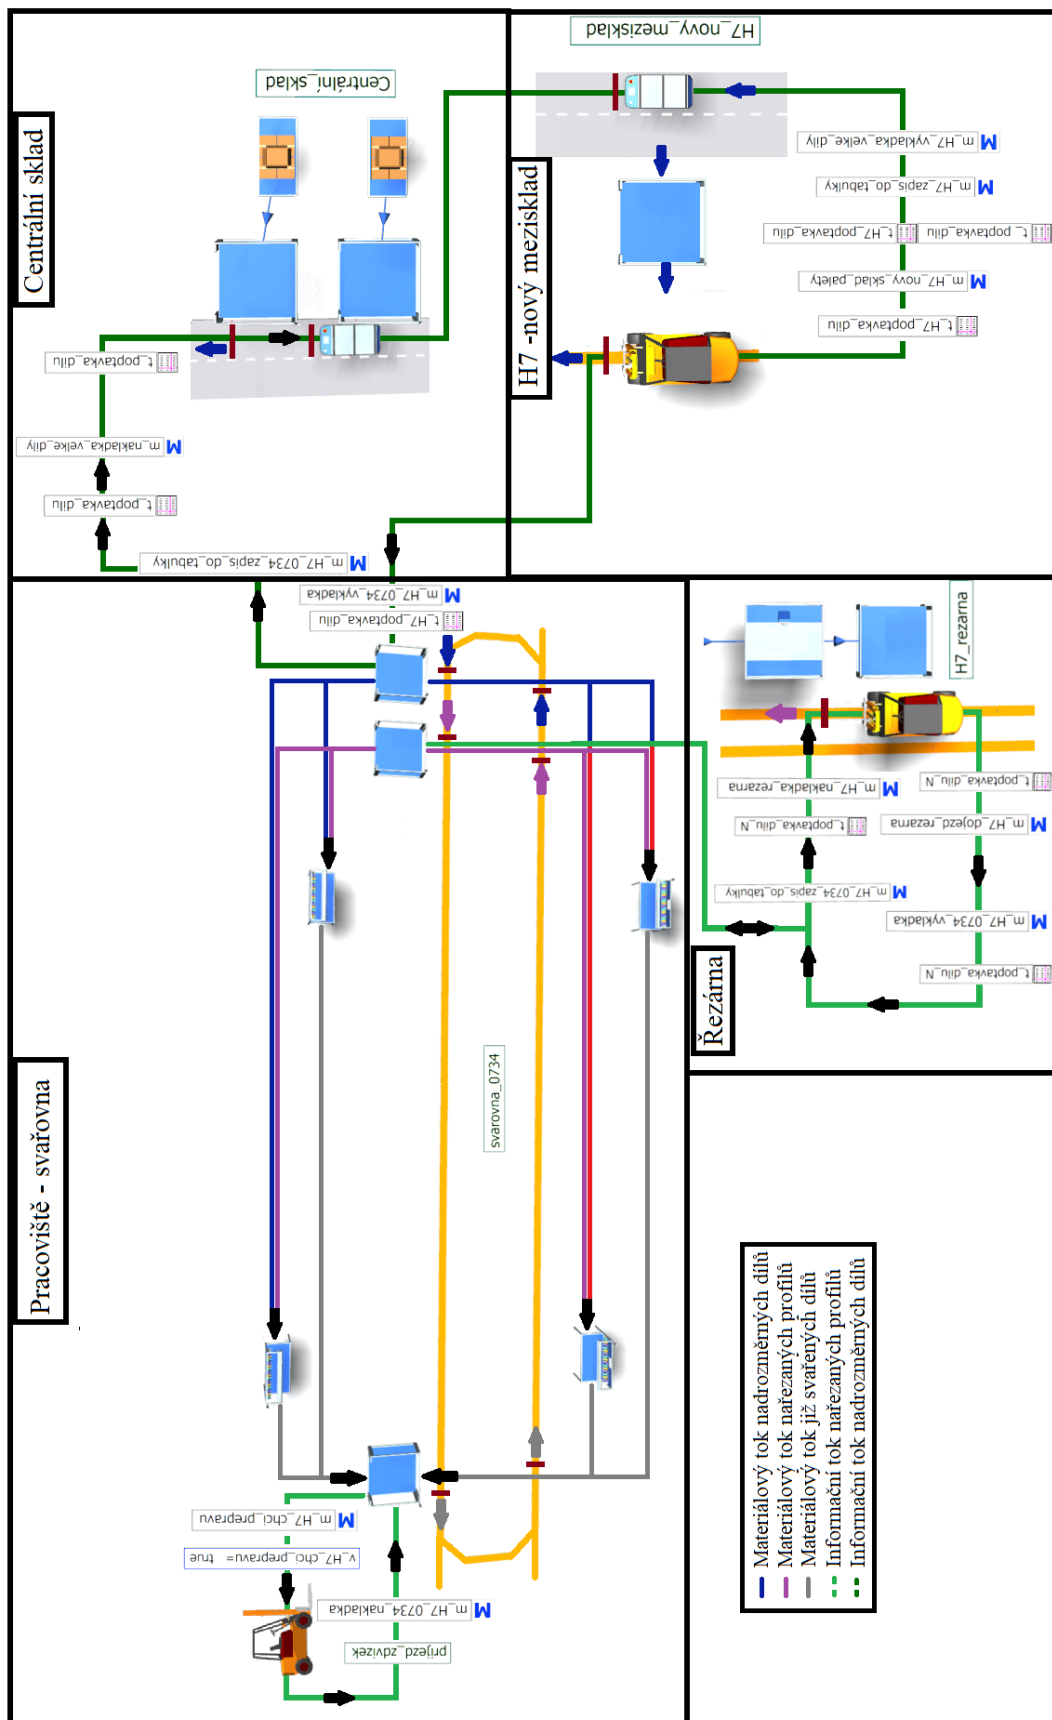 Centrální sklad
Centrální_sklad
t_poptavka_dilu
m_nakladka_velke_dily
M
t_poptavka_dilu
m_H7_0734_zapis_do_tabulky
M
H7 -nový mezisklad
H7_novy_mezisklad
m_H7_vykladka_velke_dily
M
m_H7_zapis_do_tabulky
M
t_H7_poptavka_dilu
t_poptavka_dilu
m_H7_novy_sklad_palety
M
t_H7_poptavka_dilu
Pracoviště - svařovna
m_H7_0734_vykladka
M
t_H7_poptavka_dilu
svarovna_0734
m_H7_chci_prepravu
M
v_H7_chci_prepravu= true
m_H7_0734_nakladka
M
prijezd_zdvizek
Řezárna
H7_rezarna
m_H7_nakladka_rezarna
M
t_poptavka_dilu_N
t_poptavka_dilu_N
m_H7_dojezd_rezarna
M
m_H7_0734_zapis_do_tabulky
M
m_H7_0734_vykladka
M
t_poptavka_dilu_N
Materiálový tok nadrozměrných dílů
Materiálový tok nařezaných profilů
Materiálový tok již svařených dílů
Informační tok nařezaných profilů
Informační tok nadrozměrných dílů